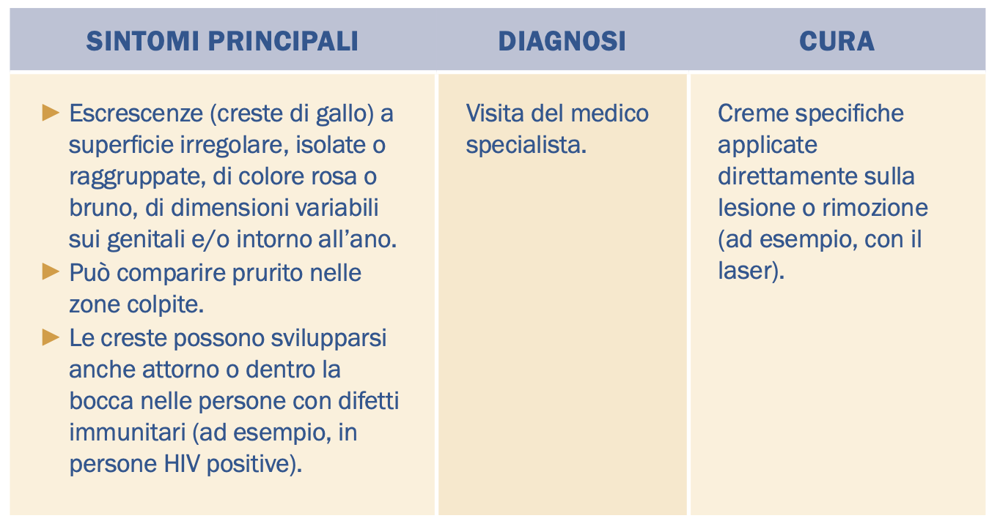 SINTOMI PRINCIPALI
DIAGNOSI
CURA
► Escrescenze (creste di gallo) a
superficie irregolare, isolate o
raggruppate, di colore rosa o
bruno, di dimensioni variabili
sui genitali e/o intorno all’ano.
► Può comparire prurito nelle
zone colpite.
► Le creste possono svilupparsi
anche attorno o dentro la
bocca nelle persone con difetti
immunitari (ad esempio, in
persone HIV positive).
Visita del medico
specialista.
Creme specifiche
applicate
direttamente sulla
lesione o rimozione
(ad esempio, con il
laser).